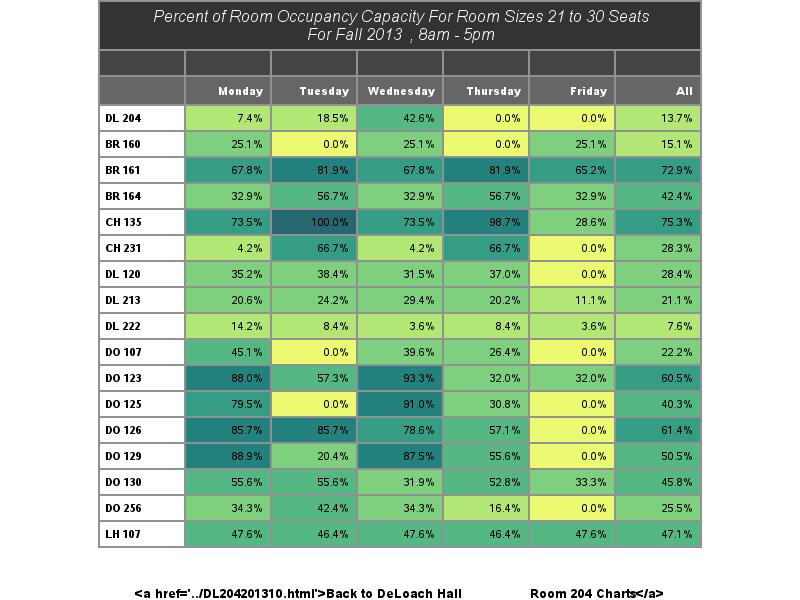 Percent of Room Occupancy Capacity For Room Sizes 21 to 30 Seats
For Fall 2013 , 8am - 5pm
Monday Tuesday Wednesday Thursday Friday All
DL 204 7.4% 18.5% 42.6% 0.0% 0.0% 13.7%
BR 160 25.1% 0.0% 25.1% 0.0% 25.1% 15.1%
BR 161 67.8% 81.9% 67.8% 81.9% 65.2% 72.9%
BR 164 32.9% 56.7% 32.9% 56.7% 32.9% 42.4%
CH 135 73.5% 100.0% 73.5% 98.7% 28.6% 75.3%
CH 231 4.2% 66.7% 4.2% 66.7% 0.0% 28.3%
DL 120 35.2% 38.4% 31.5% 37.0% 0.0% 28.4%
DL 213 20.6% 24.2% 29.4% 20.2% 11.1% 21.1%
DL 222 14.2% 8.4% 3.6% 8.4% 3.6% 7.6%
DO 107 45.1% 0.0% 39.6% 26.4% 0.0% 22.2%
DO 123 88.0% 57.3% 93.3% 32.0% 32.0% 60.5%
DO 125 79.5% 0.0% 91.0% 30.8% 0.0% 40.3%
DO 126 85.7% 85.7% 78.6% 57.1% 0.0% 61.4%
DO 129 88.9% 20.4% 87.5% 55.6% 0.0% 50.5%
DO 130 55.6% 55.6% 31.9% 52.8% 33.3% 45.8%
DO 256 34.3% 42.4% 34.3% 16.4% 0.0% 25.5%
LH 107 47.6% 46.4% 47.6% 46.4% 47.6% 47.1%
<a href='../DL204201310.html'>Back to DeLoach Hall Room 204 Charts</a>